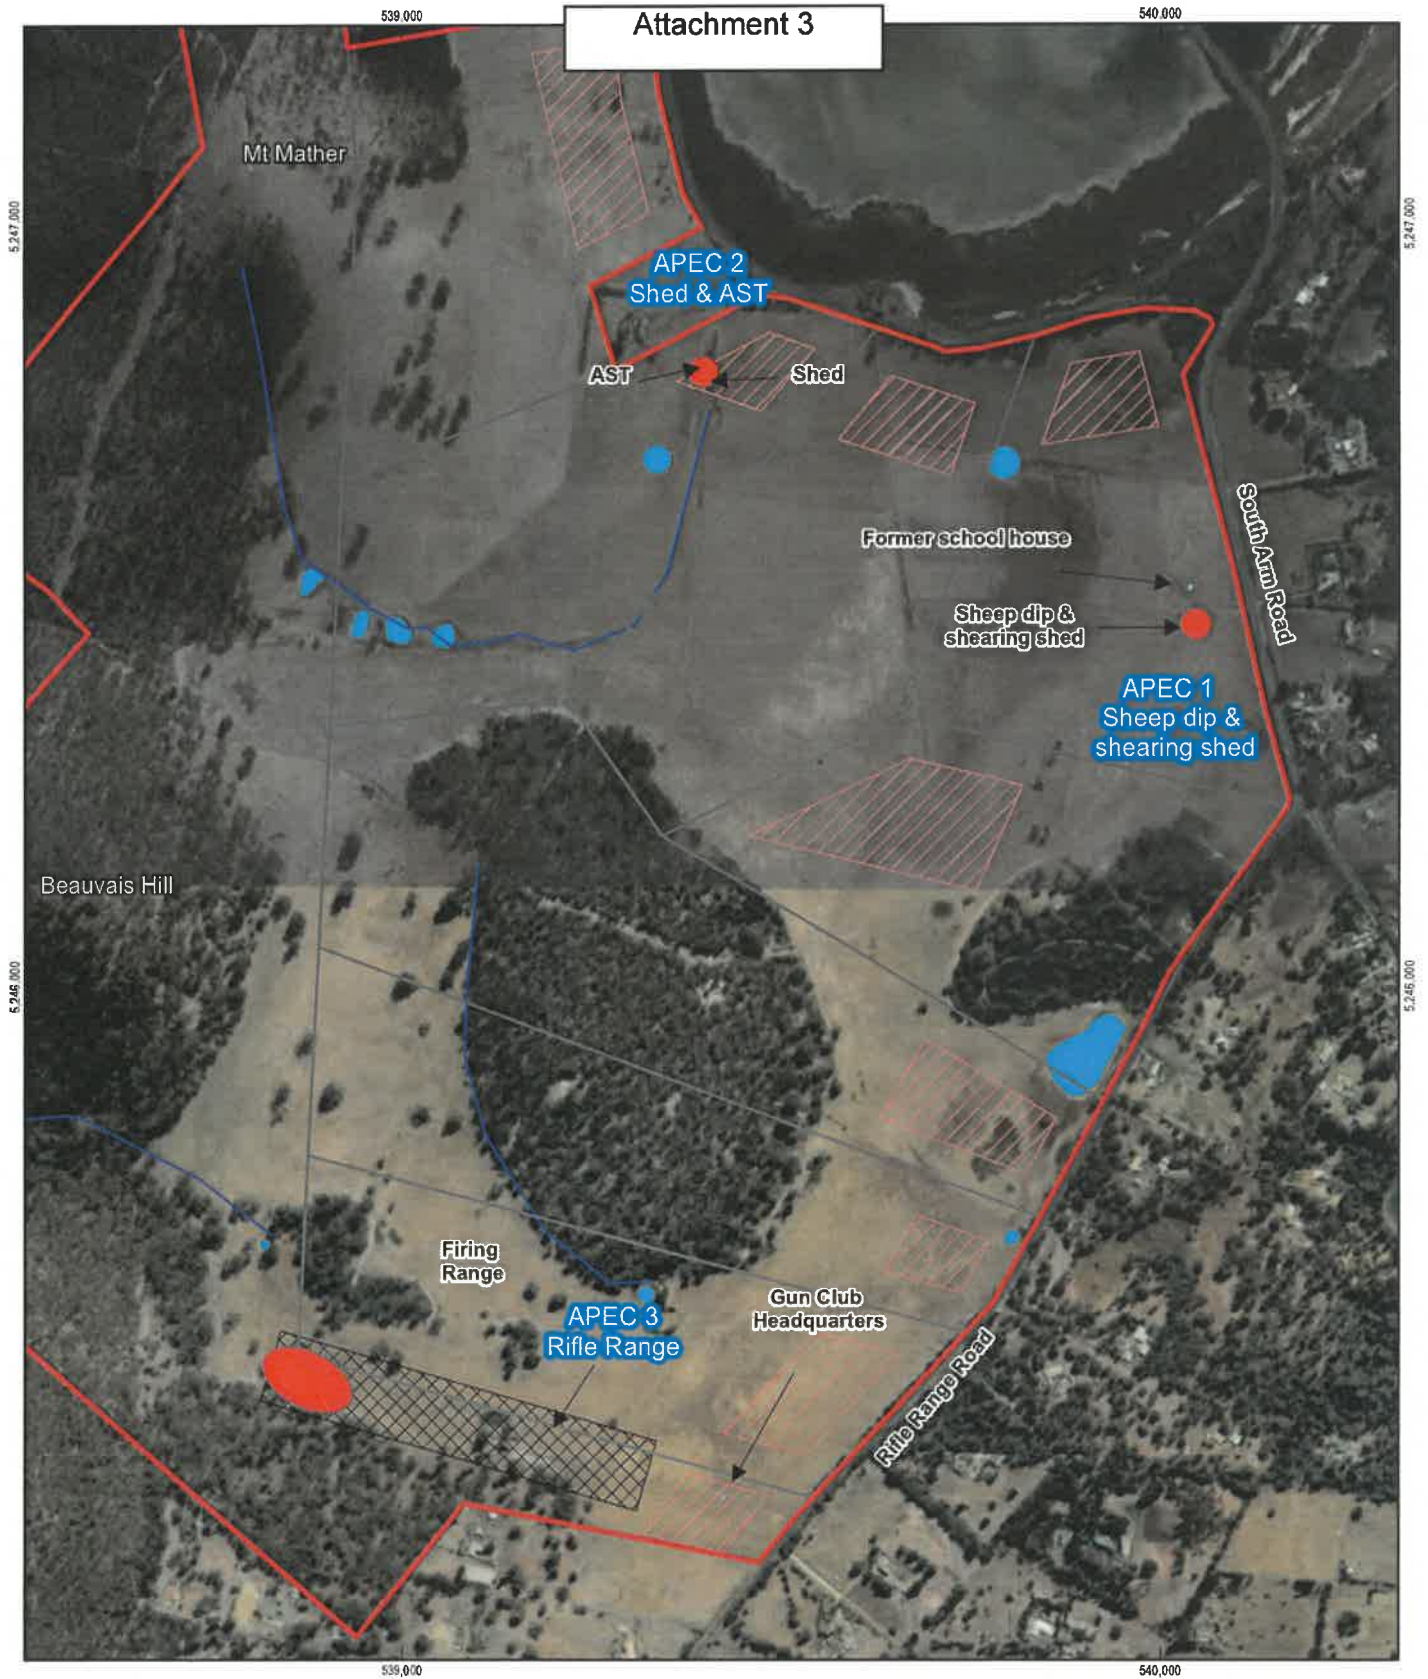 Attachment 3
539,000
540,000
Mt Mather
5,247,000
5,247,000
APEC 2
Shed & AST
AST
Shed
Former school house
South Arm Road
Sheep dip &
shearing shed
APEC 1
Sheep dip &
shearing shed
Beauvais Hill
5,246,000
5,246,000
Firing
Range
APEC 3
Rifle Range
Gun Club
Headquarters
Rifle Range Road
539,000
540,000